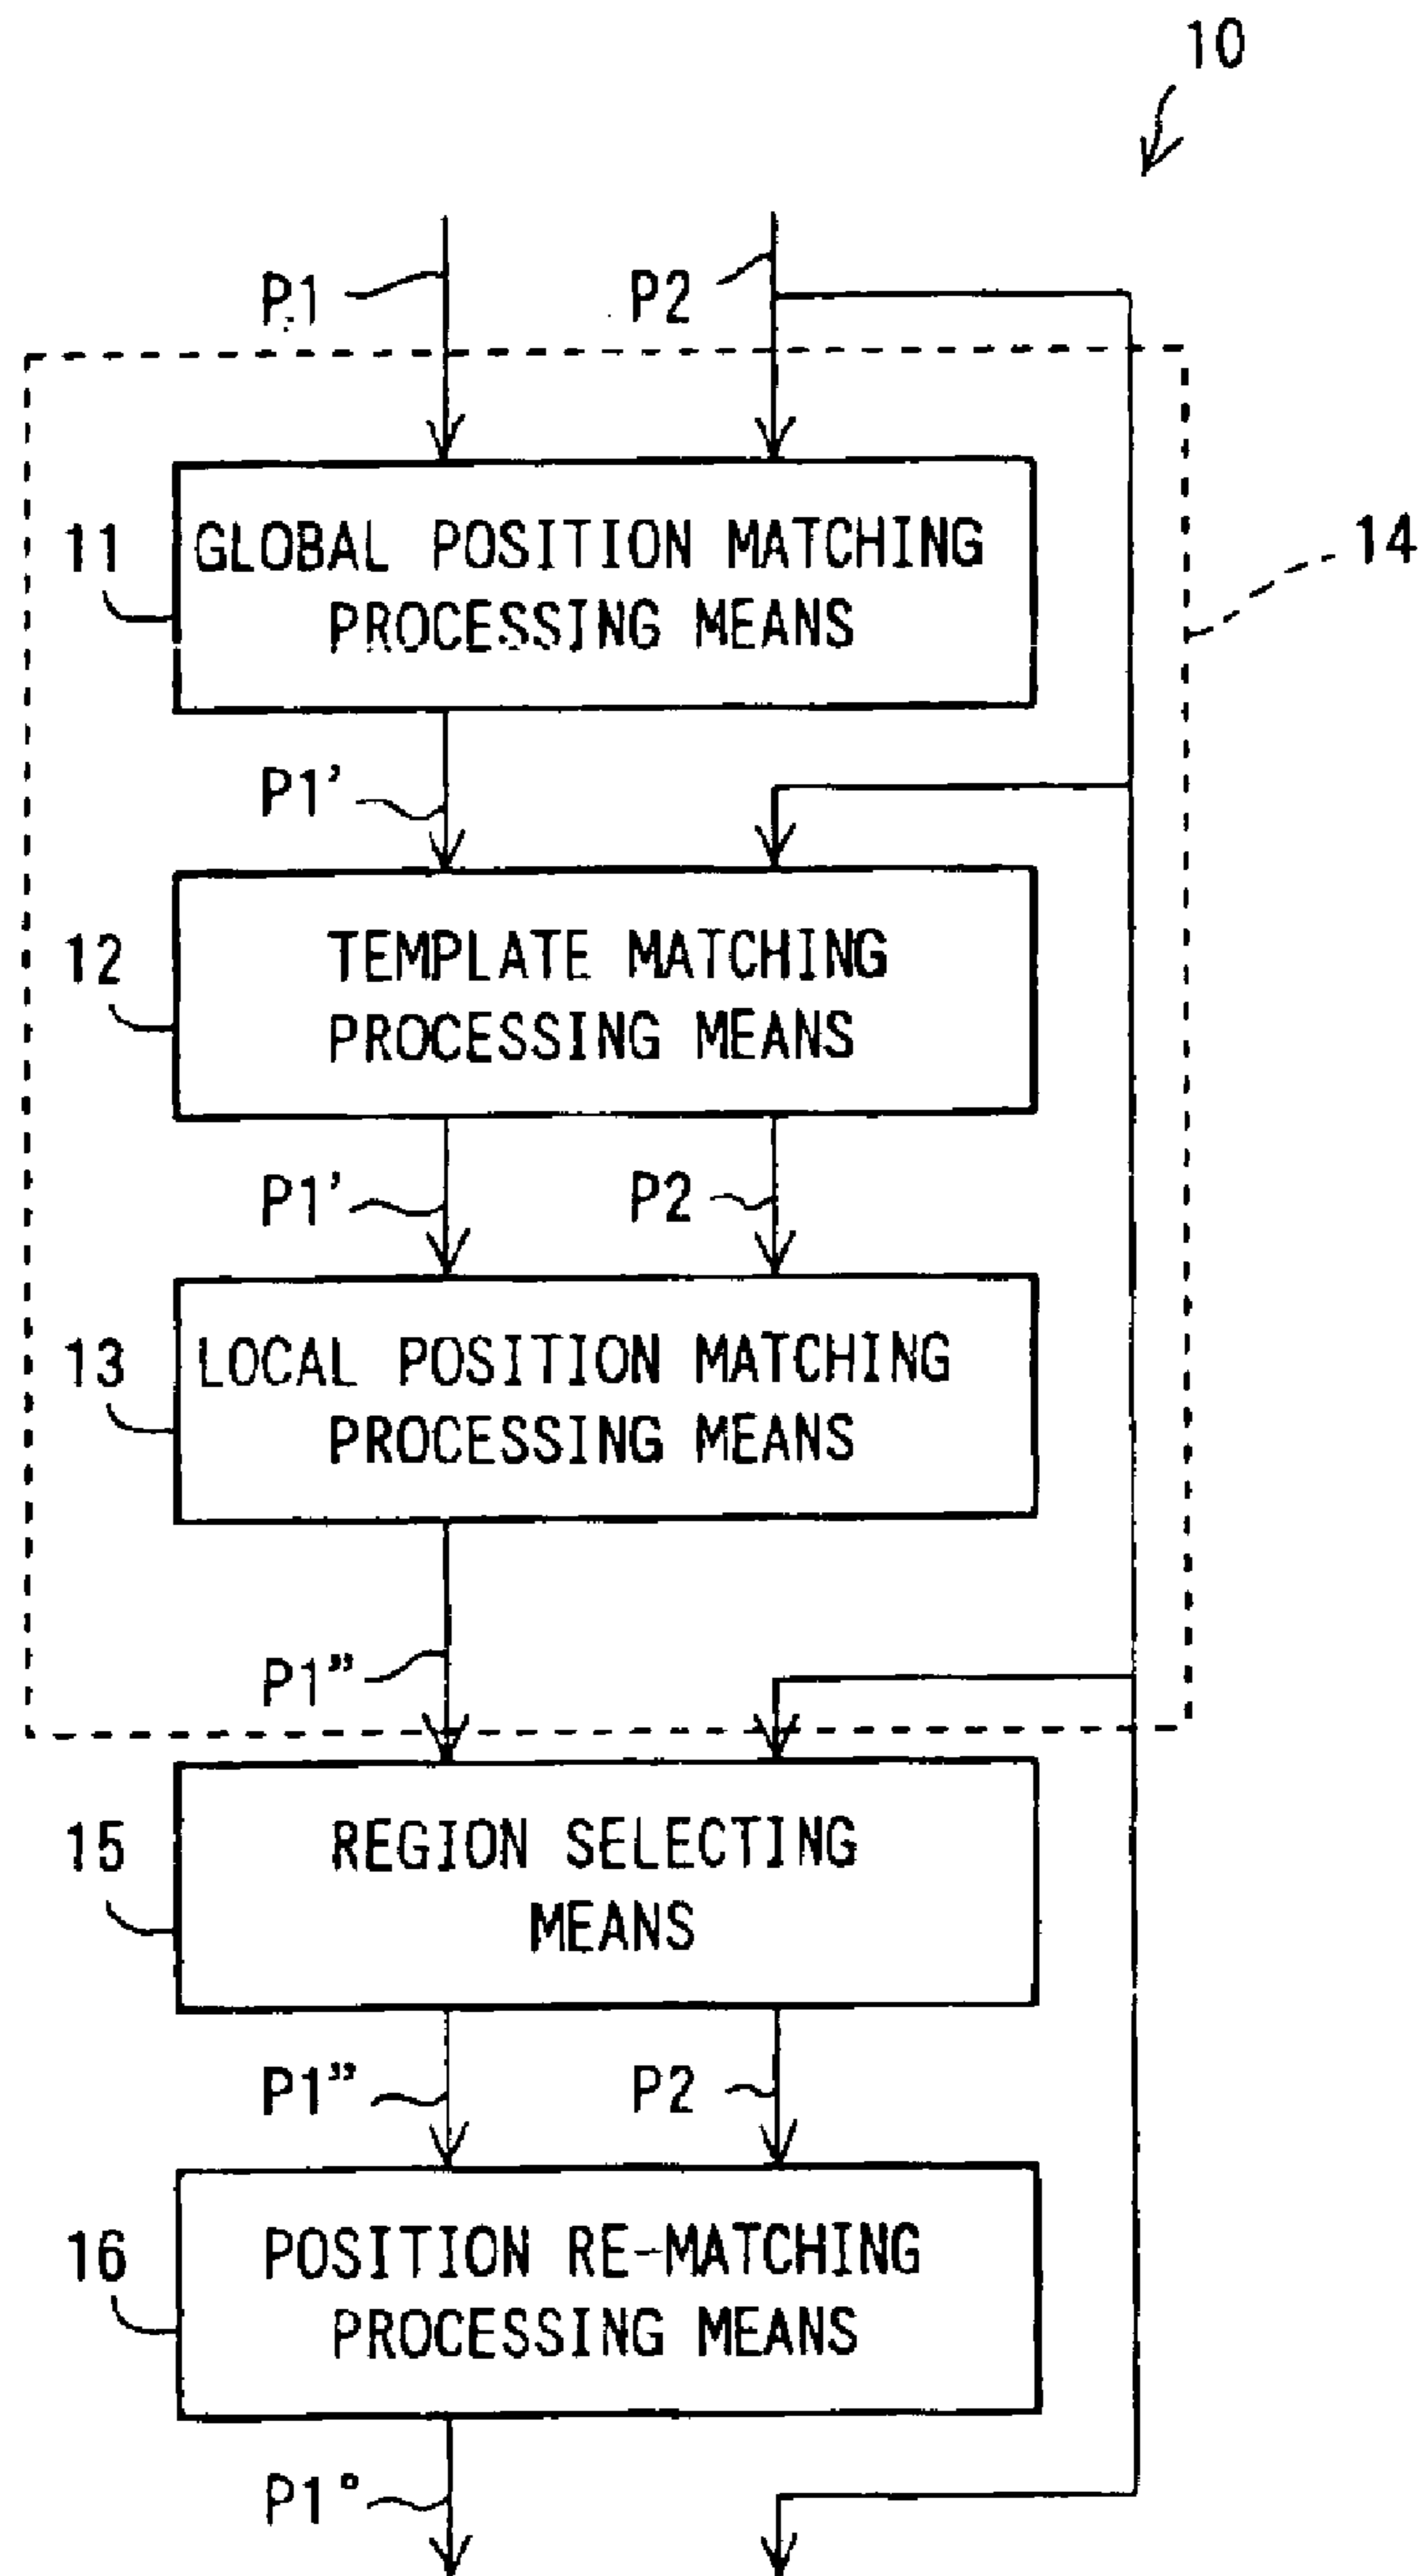 10
P1
P2
11
GLOBAL POSITION MATCHING
PROCESSING MEANS
14
P1'
12
TEMPLATE MATCHING
PROCESSING MEANS
P1'
P2
13
LOCAL POSITION MATCHING
PROCESSING MEANS
P1"
15
REGION SELECTING
MEANS
P1"
P2
16
POSITION RE-MATCHING
PROCESSING MEANS
P1°